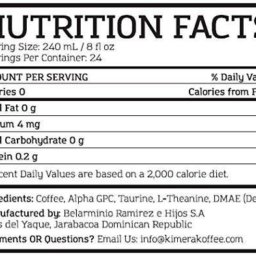 NUTRITION FACTS
ring Size: 240 mL / 8 fl oz
ings Per Container: 24
OUNT PER SERVING % Daily Valu
ries 0 Calories from F
l Fat 0 g
um 4 mg
l Carbohydrate 0 g
ein 0.2 g
cent Daily Values are based on a 2,000 calorie diet.
edients: Coffee, Alpha GPC, Taurine, L-Theanine, DMAE (De
ufactured by: Belarminio Ramirez e Hijos S.A
s del Yaque, Jarabacoa Dominican Republic
ments OR Questions? Email Us: info@kimerakoffee.com